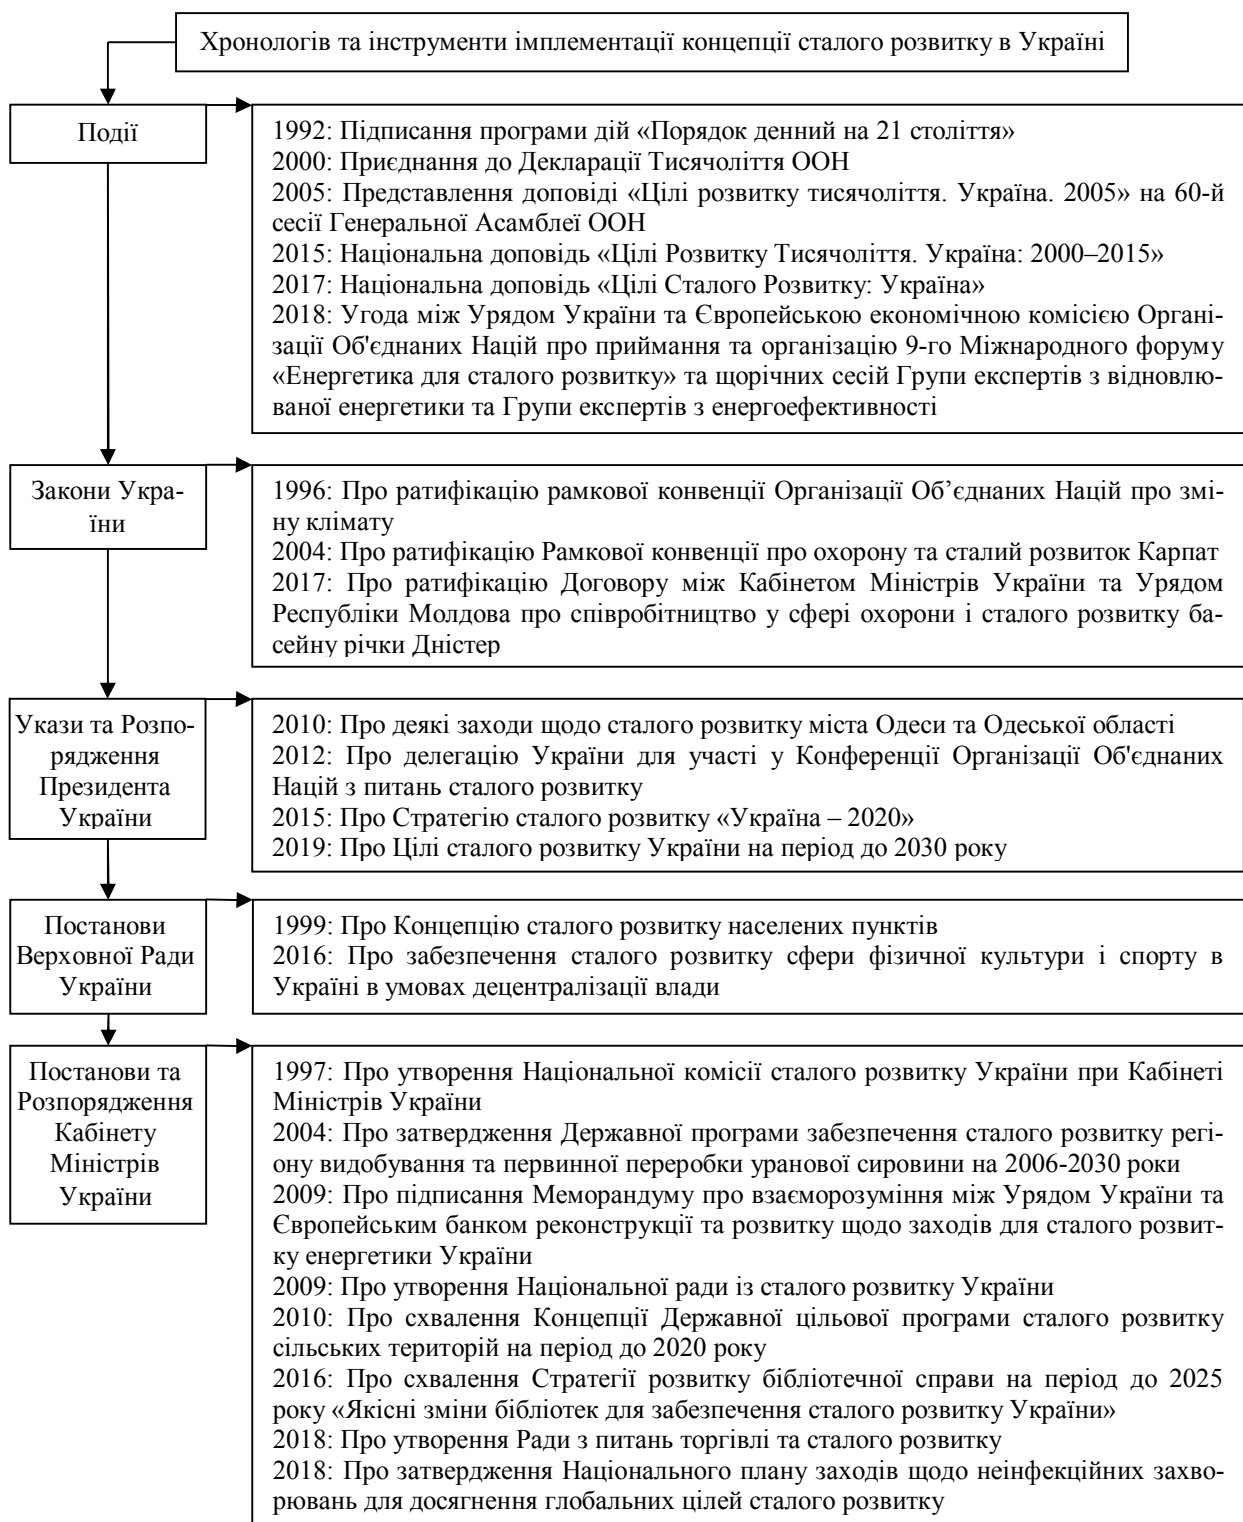 Хронологів та інструменти імплементації концепції сталого розвитку в Україні
Події
1992: Підписання програми дій «Порядок денний на 21 століття»
2000: Приєднання до Декларації Тисячоліття ООН
2005: Представлення доповіді «Цілі розвитку тисячоліття. Україна. 2005» на 60-й
сесії Генеральної Асамблеї ООН
2015: Національна доповідь «Цілі Розвитку Тисячоліття. Україна: 2000–2015»
2017: Національна доповідь «Цілі Сталого Розвитку: Україна»
2018: Угода між Урядом України та Європейською економічною комісією Органі-
зації Об'єднаних Націй про приймання та організацію 9-го Міжнародного форуму
«Енергетика для сталого розвитку» та щорічних сесій Групи експертів з відновлю-
ваної енергетики та Групи експертів з енергоефективності
Закони Укра-
їни
1996: Про ратифікацію рамкової конвенції Організації Об’єднаних Націй про змі-
ну клімату
2004: Про ратифікацію Рамкової конвенції про охорону та сталий розвиток Карпат
2017: Про ратифікацію Договору між Кабінетом Міністрів України та Урядом
Республіки Молдова про співробітництво у сфері охорони і сталого розвитку ба-
сейну річки Дністер
Укази та Розпо-
рядження
Президента
України
2010: Про деякі заходи щодо сталого розвитку міста Одеси та Одеської області
2012: Про делегацію України для участі у Конференції Організації Об'єднаних
Націй з питань сталого розвитку
2015: Про Стратегію сталого розвитку «Україна – 2020»
2019: Про Цілі сталого розвитку України на період до 2030 року
Постанови
Верховної Ради
України
1999: Про Концепцію сталого розвитку населених пунктів
2016: Про забезпечення сталого розвитку сфери фізичної культури і спорту в
Україні в умовах децентралізації влади
Постанови та
Розпорядження
Кабінету
Міністрів
України
1997: Про утворення Національної комісії сталого розвитку України при Кабінеті
Міністрів України
2004: Про затвердження Державної програми забезпечення сталого розвитку регі-
ону видобування та первинної переробки уранової сировини на 2006-2030 роки
2009: Про підписання Меморандуму про взаєморозуміння між Урядом України та
Європейським банком реконструкції та розвитку щодо заходів для сталого розвит-
ку енергетики України
2009: Про утворення Національної ради із сталого розвитку України
2010: Про схвалення Концепції Державної цільової програми сталого розвитку
сільських територій на період до 2020 року
2016: Про схвалення Стратегії розвитку бібліотечної справи на період до 2025
року «Якісні зміни бібліотек для забезпечення сталого розвитку України»
2018: Про утворення Ради з питань торгівлі та сталого розвитку
2018: Про затвердження Національного плану заходів щодо неінфекційних захво-
рювань для досягнення глобальних цілей сталого розвитку